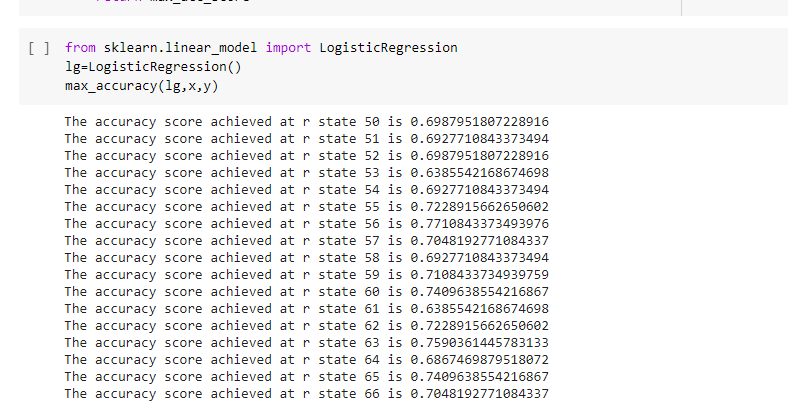 [ ] from sklearn.linear_model import LogisticRegression
lg=LogisticRegression()
max_accuracy(lg,x,y)
The accuracy score achieved at r state 50 is 0.6987951807228916
The accuracy score achieved at r state 51 is 0.6927710843373494
The accuracy score achieved at r state 52 is 0.6987951807228916
The accuracy score achieved at r state 53 is 0.6385542168674698
The accuracy score achieved at r state 54 is 0.6927710843373494
The accuracy score achieved at r state 55 is 0.7228915662650602
The accuracy score achieved at r state 56 is 0.7710843373493976
The accuracy score achieved at r state 57 is 0.7048192771084337
The accuracy score achieved at r state 58 is 0.6927710843373494
The accuracy score achieved at r state 59 is 0.7108433734939759
The accuracy score achieved at r state 60 is 0.7409638554216867
The accuracy score achieved at r state 61 is 0.6385542168674698
The accuracy score achieved at r state 62 is 0.7228915662650602
The accuracy score achieved at r state 63 is 0.7590361445783133
The accuracy score achieved at r state 64 is 0.6867469879518072
The accuracy score achieved at r state 65 is 0.7409638554216867
The accuracy score achieved at r state 66 is 0.7048192771084337